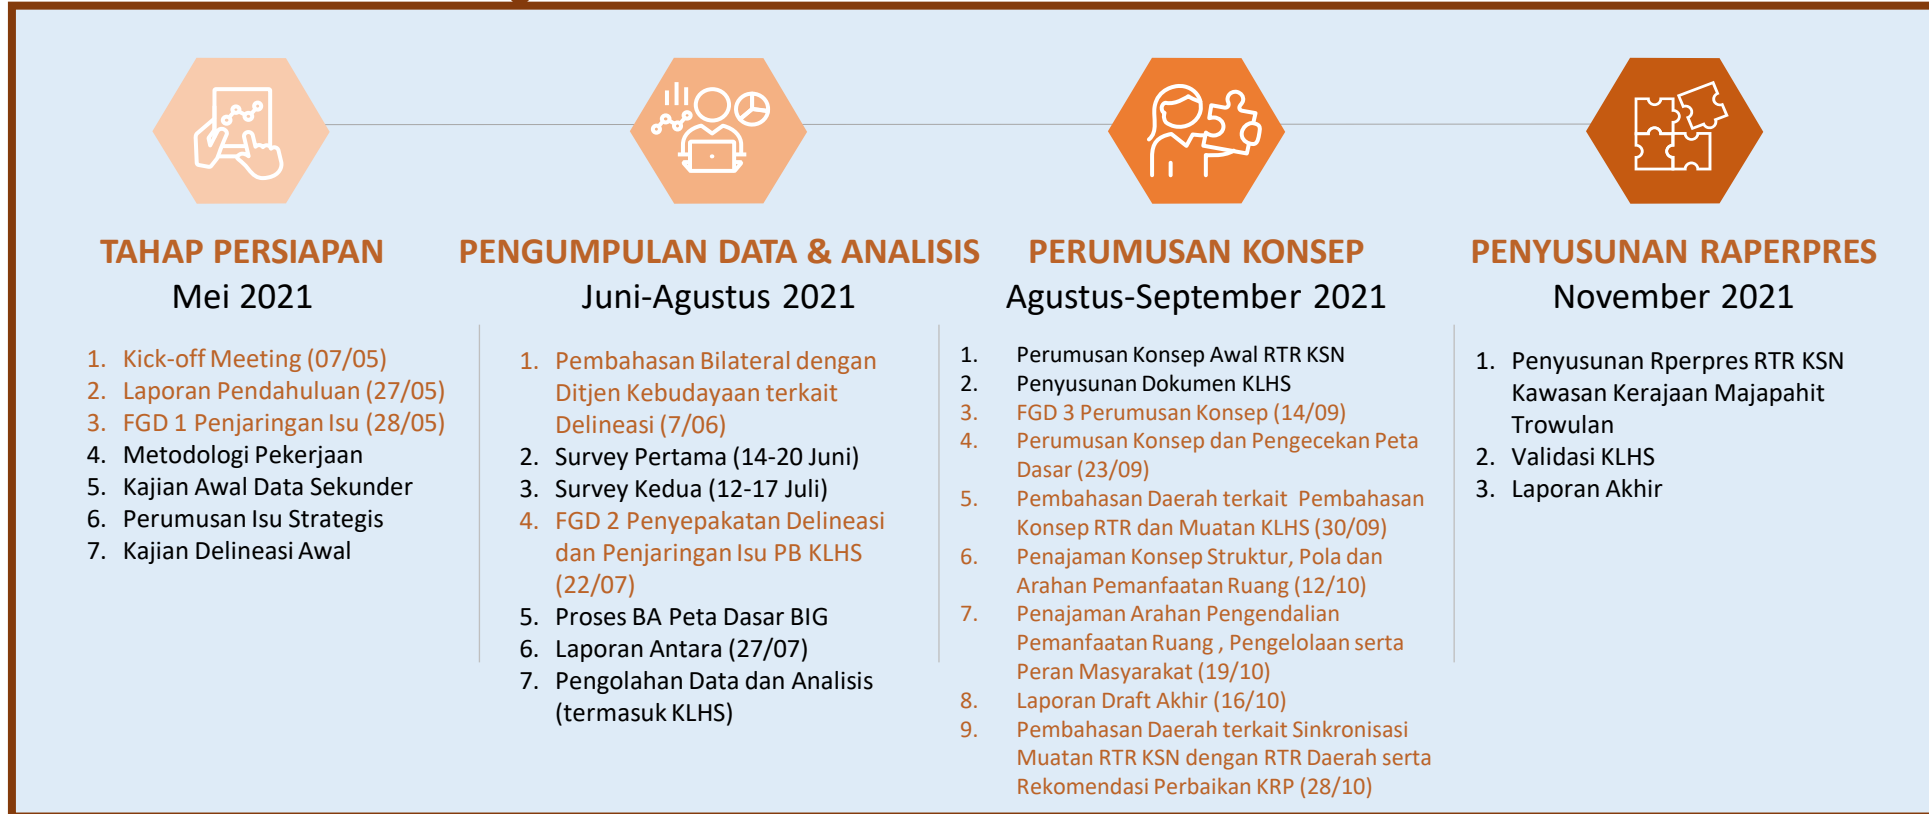 TAHAP PERSIAPAN
Mei 2021
1. Kick-off Meeting (07/05)
2. Laporan Pendahuluan (27/05)
3. FGD 1 Penjaringan Isu (28/05)
4. Metodologi Pekerjaan
5. Kajian Awal Data Sekunder
6. Perumusan Isu Strategis
7. Kajian Delineasi Awal
PENGUMPULAN DATA & ANALISIS
Juni-Agustus 2021
1. Pembahasan Bilateral dengan
Ditjen Kebudayaan terkait
Delineasi (7/06)
2. Survey Pertama (14-20 Juni)
3. Survey Kedua (12-17 Juli)
4. FGD 2 Penyepakatan Delineasi
dan Penjaringan Isu PB KLHS
(22/07)
5. Proses BA Peta Dasar BIG
6. Laporan Antara (27/07)
7. Pengolahan Data dan Analisis
(termasuk KLHS)
PERUMUSAN KONSEP
Agustus-September 2021
1. Perumusan Konsep Awal RTR KSN
2. Penyusunan Dokumen KLHS
3. FGD 3 Perumusan Konsep (14/09)
4. Perumusan Konsep dan Pengecekan Peta
Dasar (23/09)
5. Pembahasan Daerah terkait Pembahasan
Konsep RTR dan Muatan KLHS (30/09)
6. Penajaman Konsep Struktur, Pola dan
Arahan Pemanfaatan Ruang (12/10)
7. Penajaman Arahan Pengendalian
Pemanfaatan Ruang , Pengelolaan serta
Peran Masyarakat (19/10)
8. Laporan Draft Akhir (16/10)
9. Pembahasan Daerah terkait Sinkronisasi
Muatan RTR KSN dengan RTR Daerah serta
Rekomendasi Perbaikan KRP (28/10)
PENYUSUNAN RAPERPRES
November 2021
1. Penyusunan Rperpres RTR KSN
Kawasan Kerajaan Majapahit
Trowulan
2. Validasi KLHS
3. Laporan Akhir